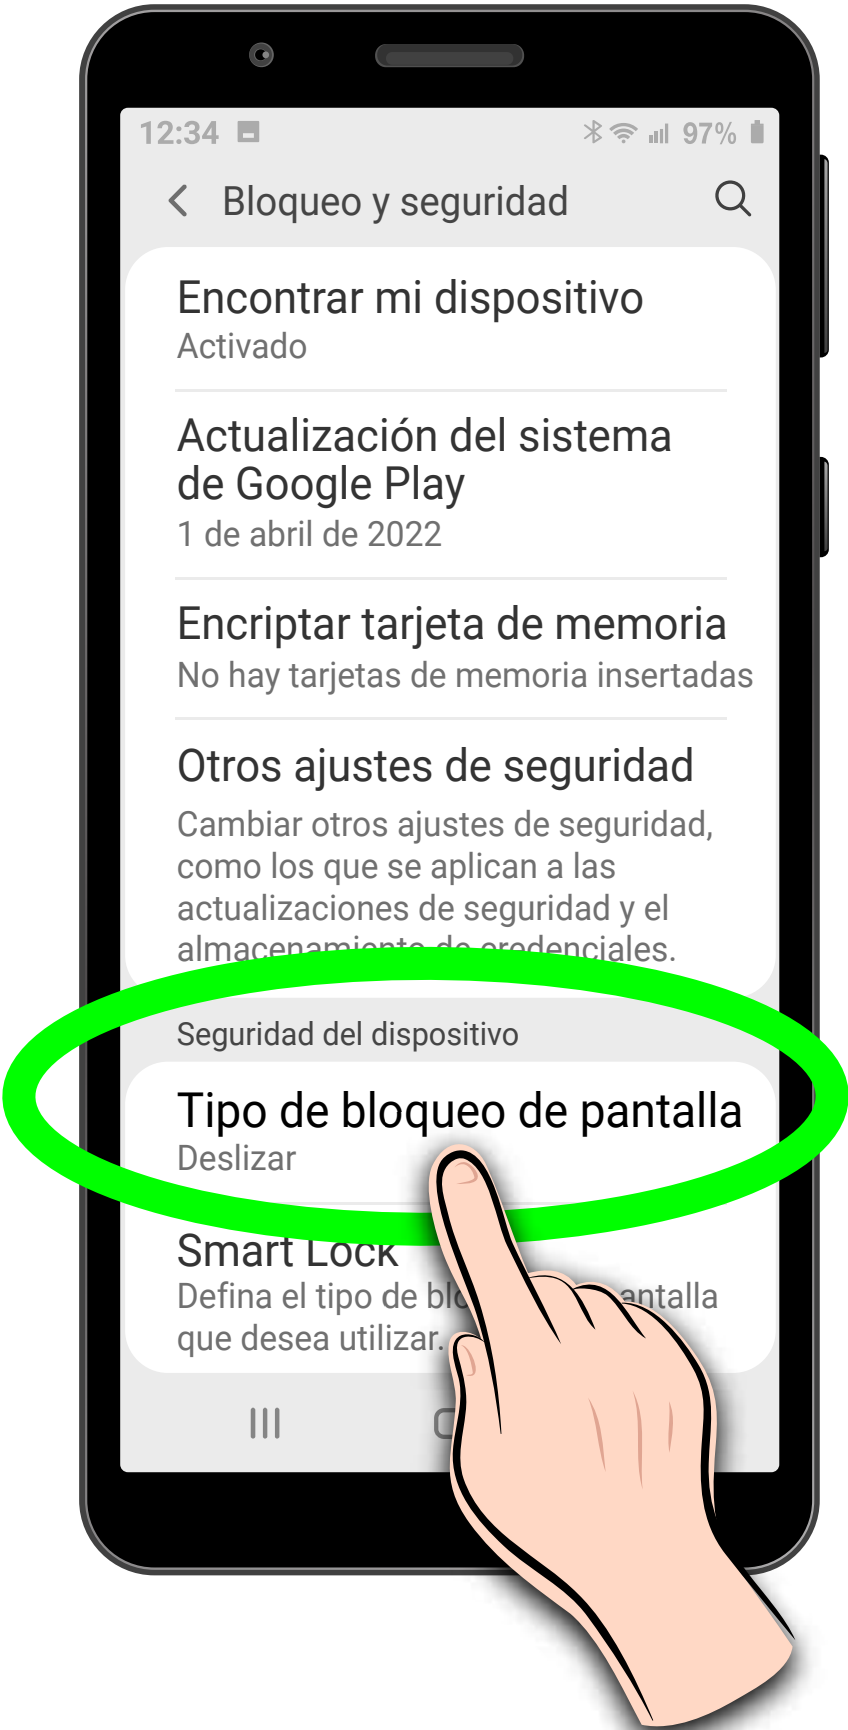 12:34 97%
Bloqueo y seguridad
Encontrar mi dispositivo
Activado
Actualización del sistema
de Google Play
1 de abril de 2022
Encriptar tarjeta de memoria
No hay tarjetas de memoria insertadas
Otros ajustes de seguridad
Cambiar otros ajustes de seguridad,
como los que se aplican a las
actualizaciones de seguridad y el
almacenamiento de credenciales.
Seguridad del dispositivo
Tipo de bloqueo de pantalla
Deslizar
Smart Lock
Defina el tipo de
que desea utilizar.